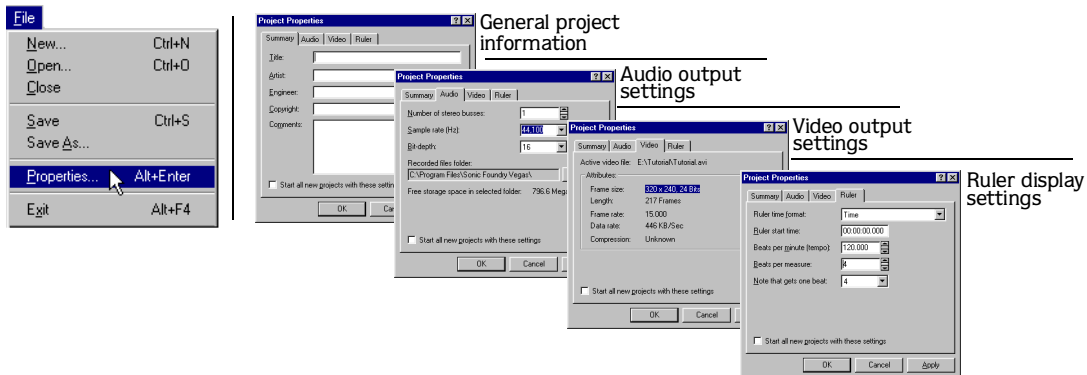 File
New... Ctrl+N
Open... Ctrl+O
Close
Save Ctrl+S
Save As...
Properties... Alt+Enter
Exit Alt+F4
Project Properties
Summary Audio Video Ruler
Title:
Artist:
Engineer:
Copyright:
Comments:
Start all new projects with these
OK
General project
information
Project Properties
Summary Audio Video Ruler
Number of stereo busses: 1
Sample rate (Hz): 44,100
Bit-depth: 16
Recorded files folder:
C:\Program Files\Sonic Foundry Vegas\
Free storage space in selected folder: 796.6
Start all new projects with these settings
OK Cancel
Audio output
settings
Project Properties
Summary Audio Video Ruler
Active video file: E:\Tutorial\Tutorial.avi
Attributes:
Frame size: 320 x 240, 24 Bits
Length: 217 Frames
Frame rate: 15.000
Data rate: 446 KB/Sec
Compression: Unknown
Start all new projects with these settings
OK Cancel
Video output
settings
Project Properties
Summary Audio Video Ruler
Ruler time format: Time
Ruler start time: 00:00:00.000
Beats per minute (tempo): 120.000
Beats per measure: 4
Note that gets one beat: 4
Start all new projects with these settings
OK Cancel Apply
Ruler display
settings